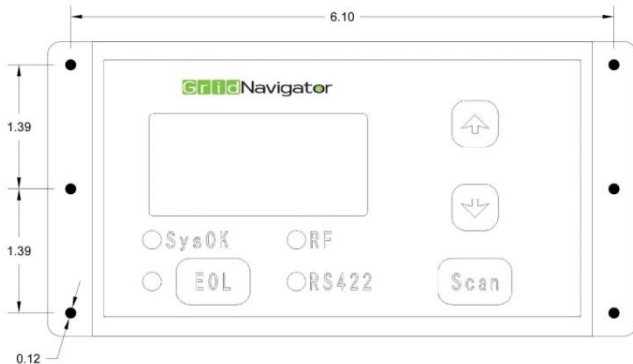 6.10
GridNavigator
1.39
1.39
SysOK RF
EOL RS422 Scan
0.12